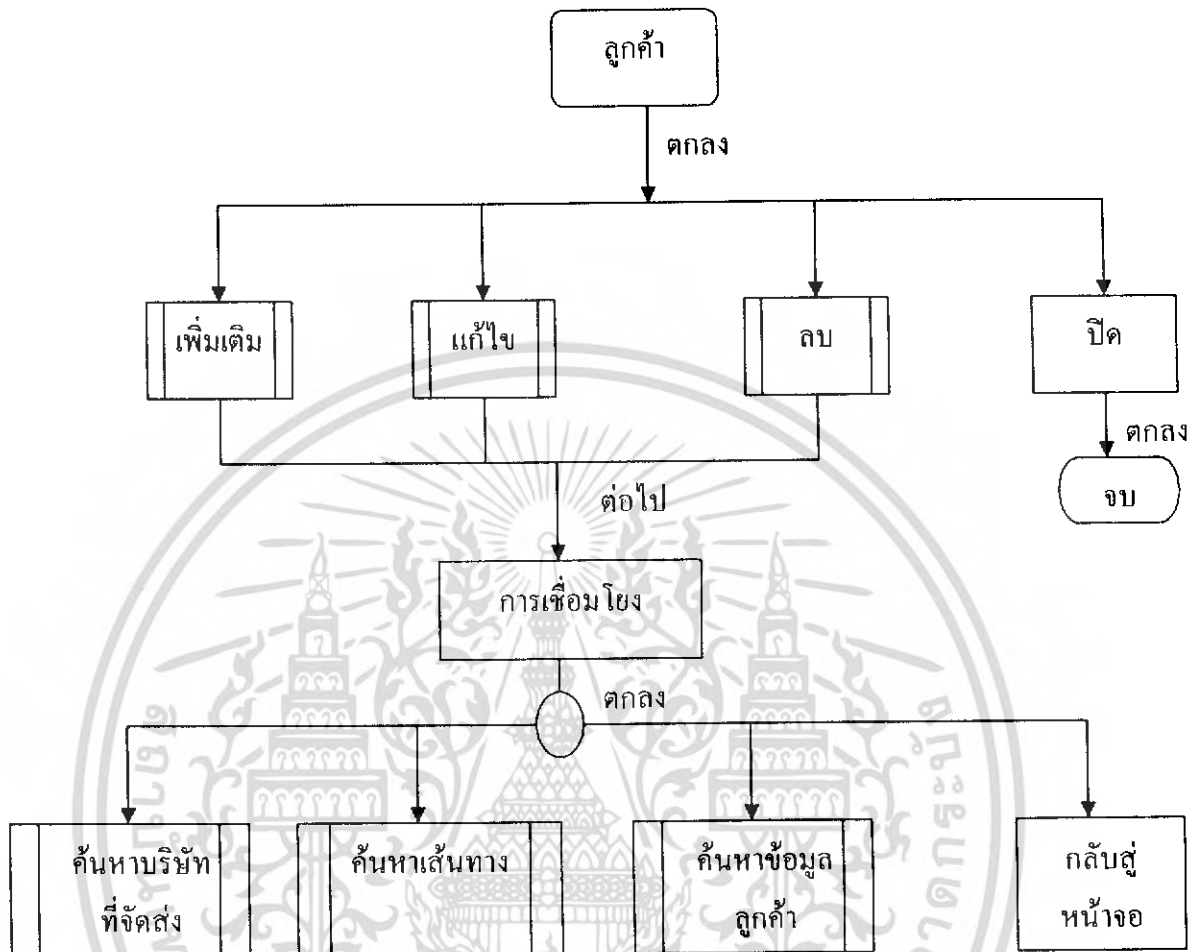 ลูกค้า
ตกลง
เพิ่มเติม
แก้ไข
ลบ
ปิด
ตกลง
จบ
ต่อไป
การเชื่อมโยง
ตกลง
ค้นหาบริษัท
ที่จัดส่ง
ค้นหาเส้นทาง
ค้นหาข้อมูล
ลูกค้า
กลับสู่
หน้าจอ